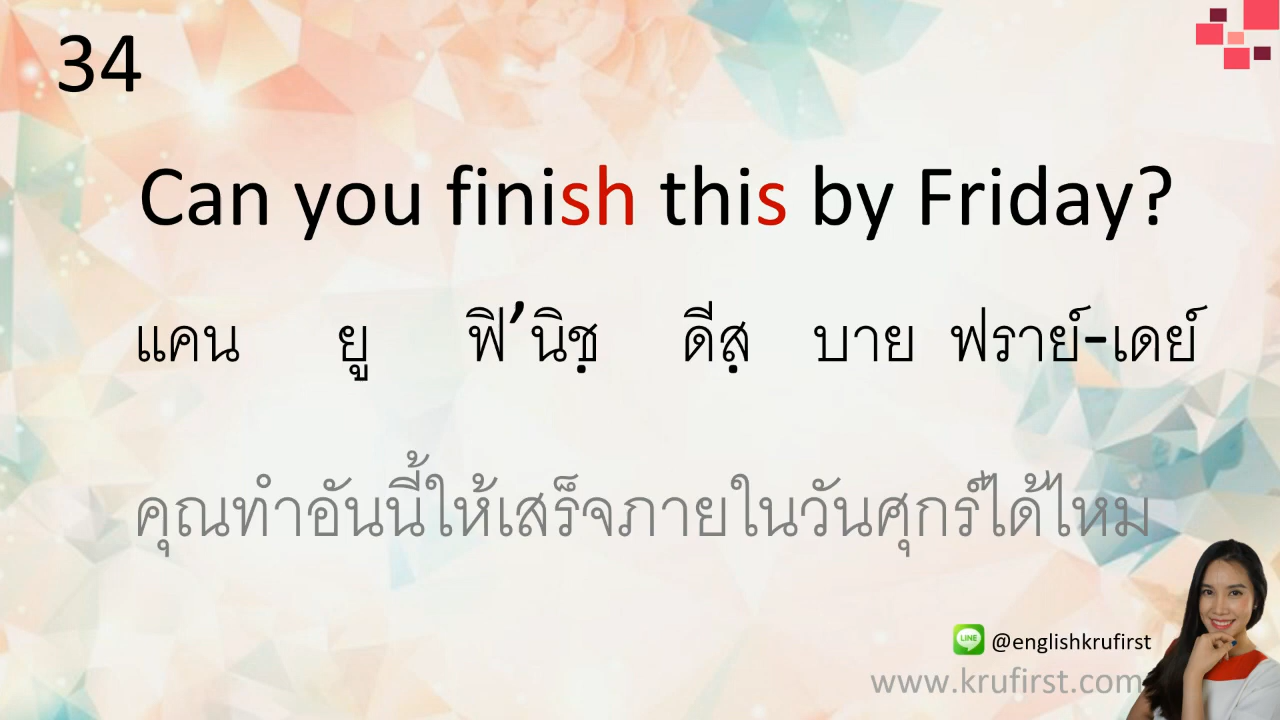 34
Can you finish this by Friday?
แคน ยู ฟิ’นิชฺ ดีสฺ บาย ฟราย์-เดย์
คุณทำอันนี้ให้เสร็จภายในวันศุกร์ได้ไหม
LINE @englishkrufirst
www.krufirst.com